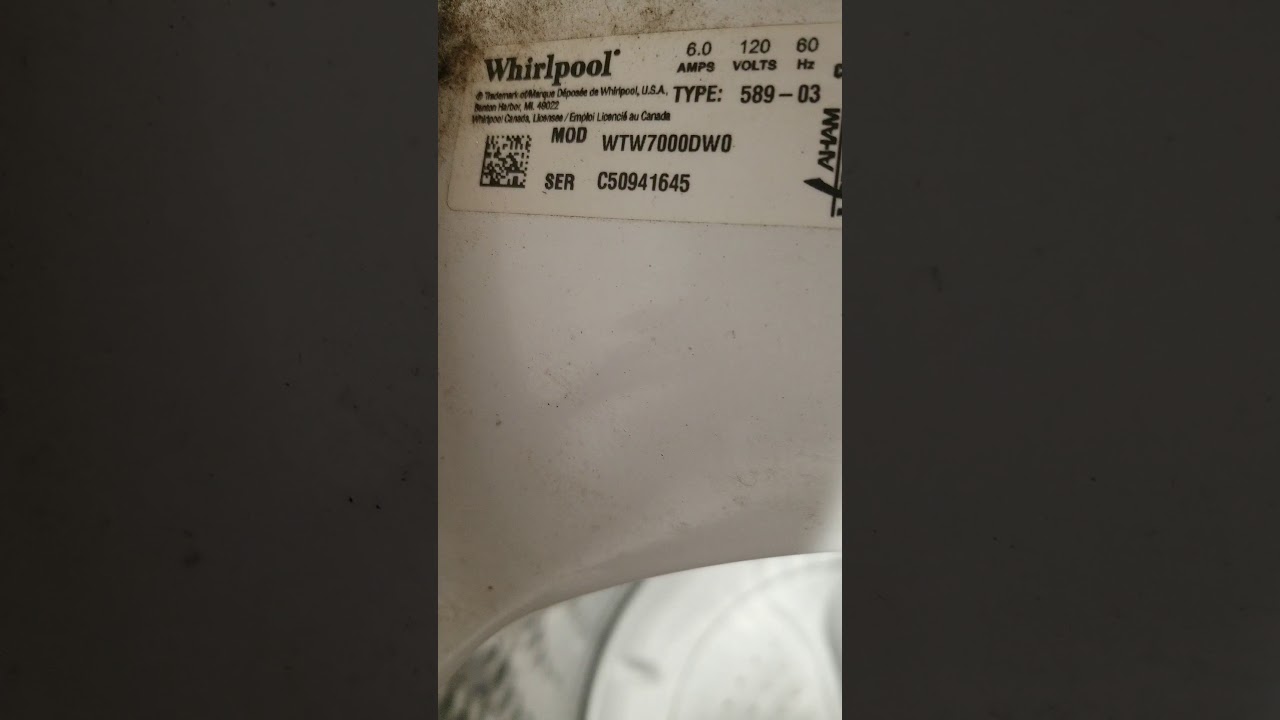 Whirlpool®
6.0 120 60
AMPS VOLTS Hz
® Trademark of/Marque Déposée de Whirlpool, U.S.A.,
Benton Harbor, MI. 49022
Whirlpool Canada, Licensee / Emploi Licencié au Canada
TYPE: 589-03
MOD WTW7000DW0
SER C50941645
AHAM